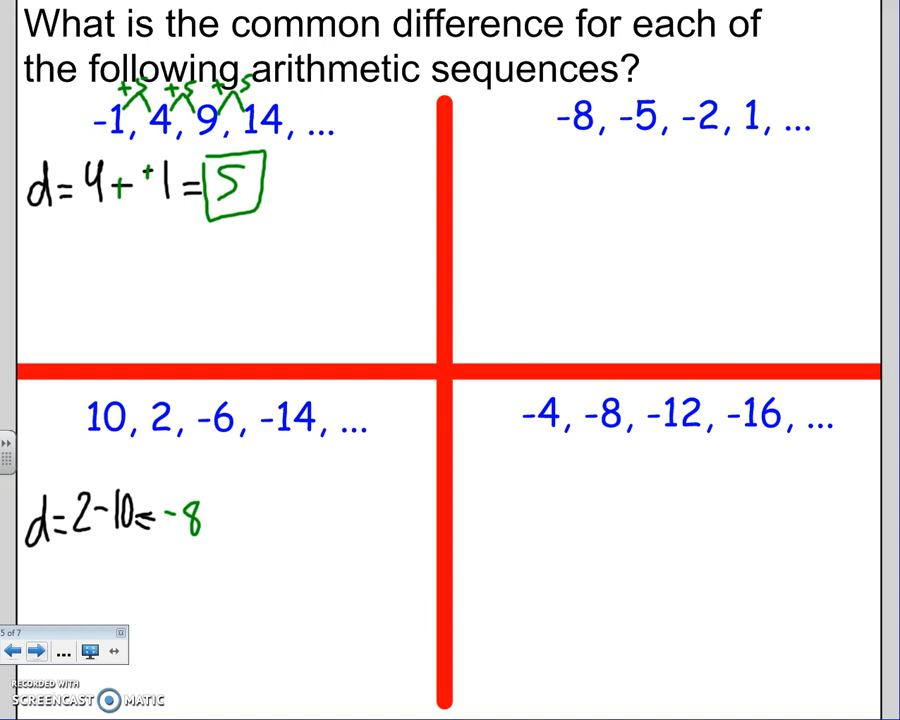 What is the common difference for each of
the following arithmetic sequences?
+5 +5 +5
-1, 4, 9, 14, ...
-8, -5, -2, 1, ...
d = 4 + +1 = 5
10, 2, -6, -14, ...
-4, -8, -12, -16, ...
d = 2 - 10 = -8
5 of 7
...
RECORDED WITH
SCREENCAST MATIC